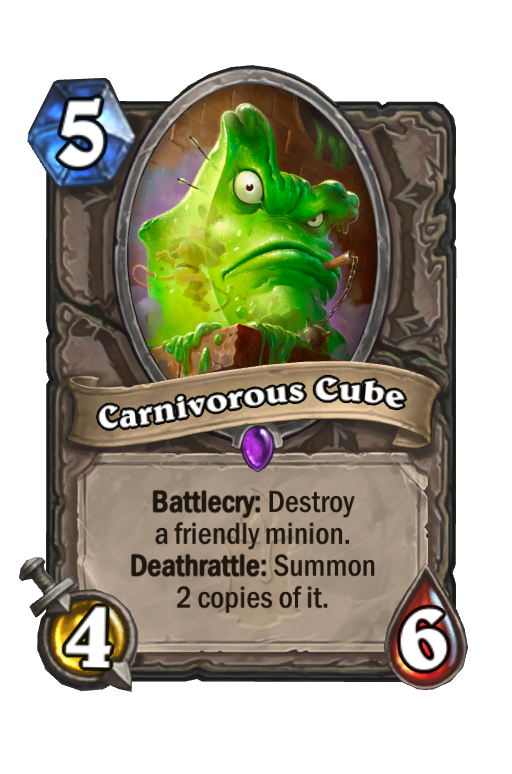 5
Carnivorous Cube
Battlecry: Destroy
a friendly minion.
Deathrattle: Summon
2 copies of it.
4
6